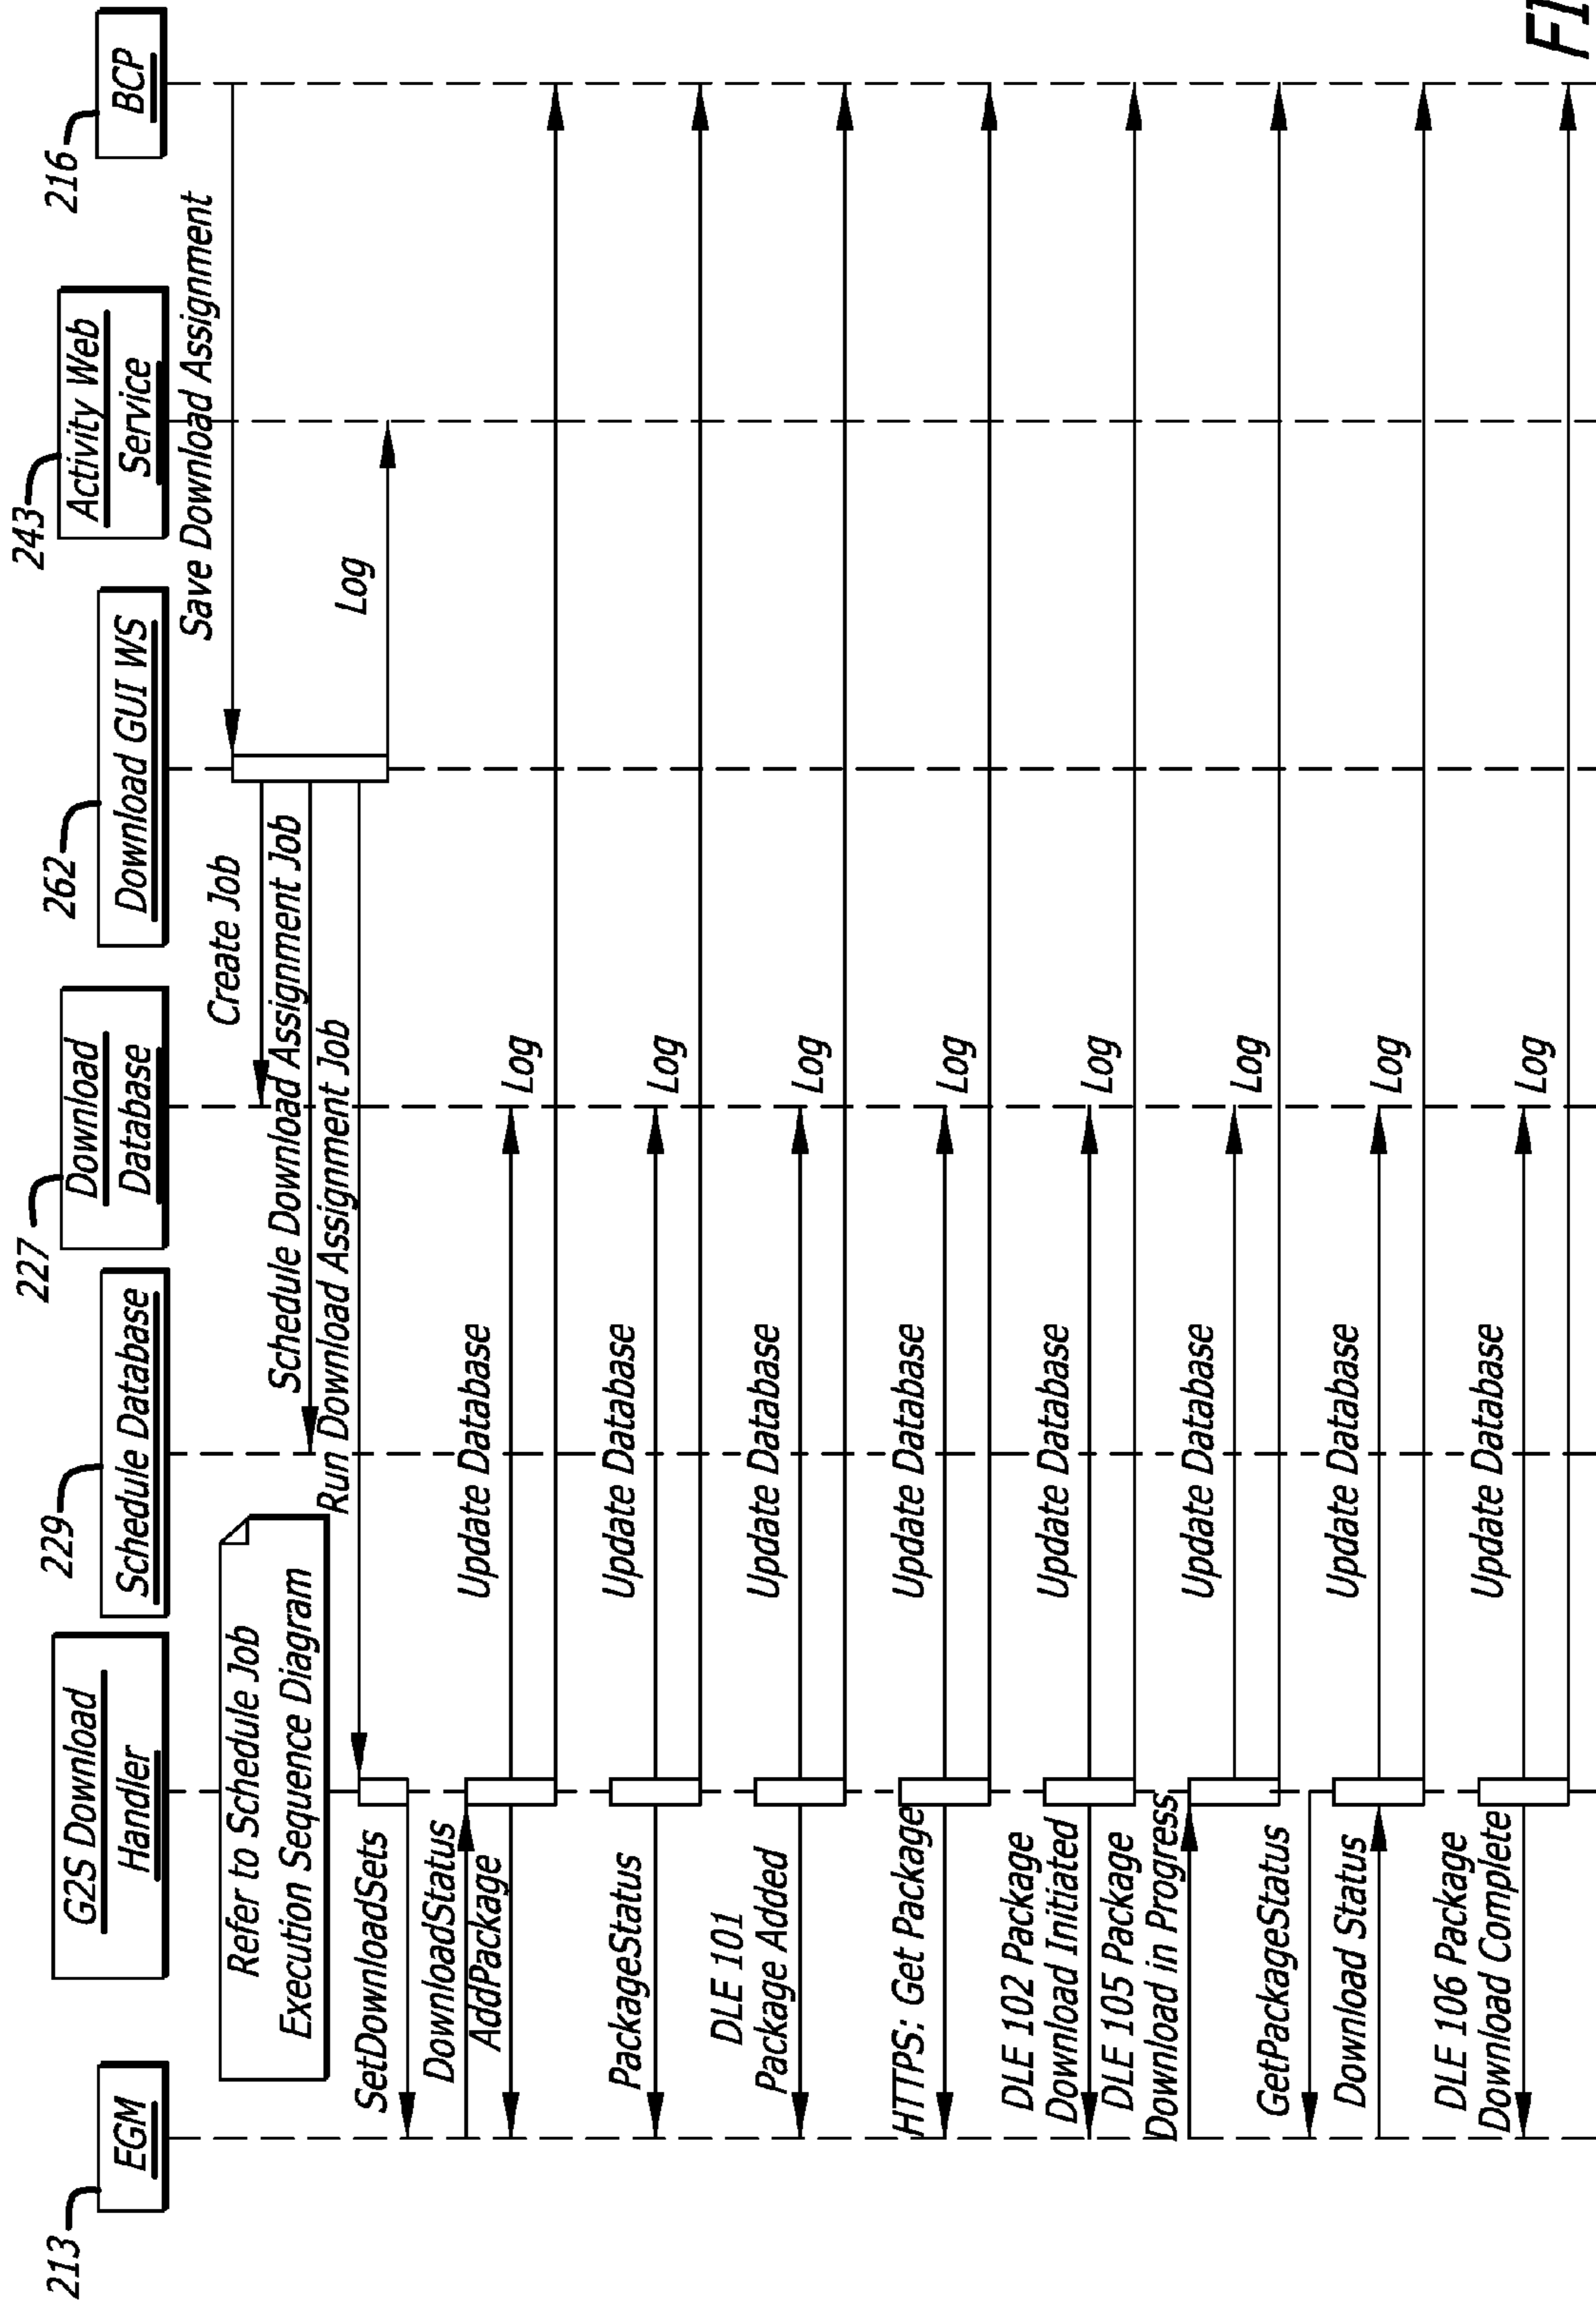 213
EGM
G2S Download
Handler
229
Schedule Database
227
Download
Database
262
Download GUI WS
243
Activity Web
Service
216
BCP
Refer to Schedule Job
Execution Sequence Diagram
Save Download Assignment
Create Job
Schedule Download Assignment Job
Run Download Assignment Job
Log
SetDownloadSets
DownloadStatus
AddPackage
Update Database
Log
PackageStatus
Update Database
Log
DLE 101
Package Added
Update Database
Log
HTTPS: Get Package
Update Database
Log
DLE 102 Package
Download Initiated
Update Database
Log
DLE 105 Package
Download in Progress
Update Database
Log
GetPackageStatus
Download Status
Update Database
Log
DLE 106 Package
Download Complete
Update Database
Log